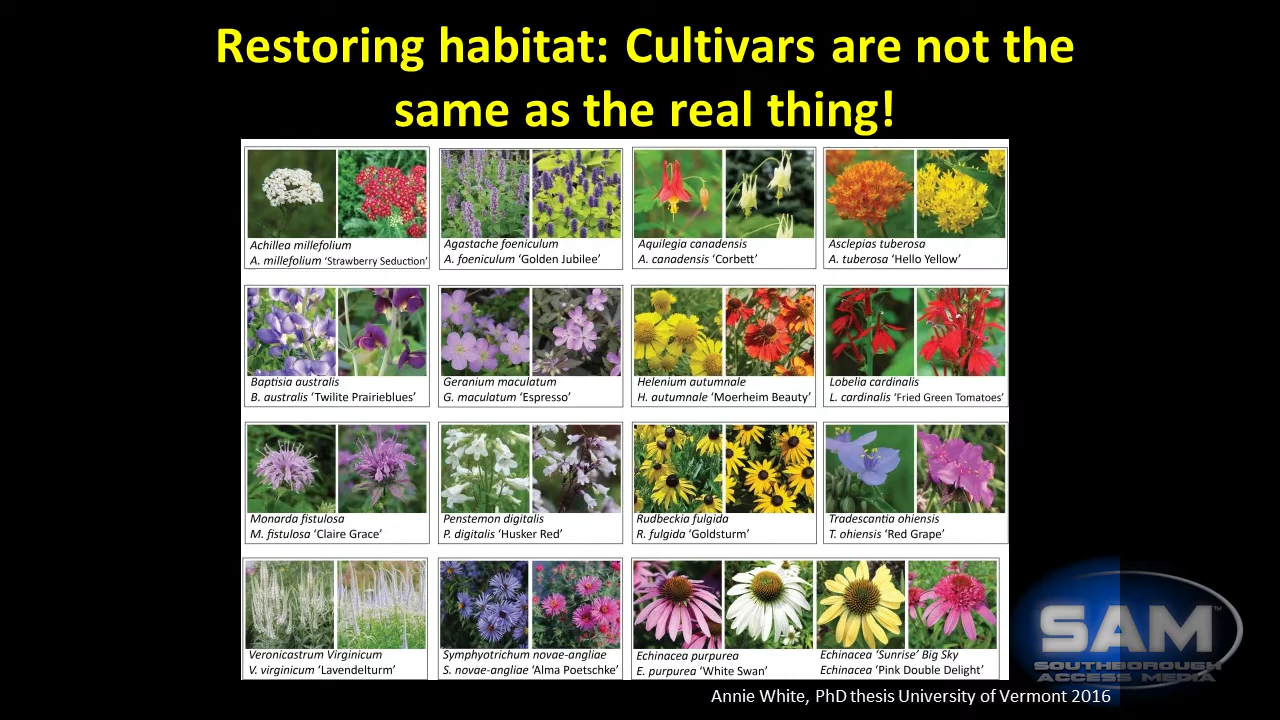 Restoring habitat: Cultivars are not the
same as the real thing!
Achillea millefolium
A. millefolium ‘Strawberry Seduction’
Agastache foeniculum
A. foeniculum ‘Golden Jubilee’
Aquilegia canadensis
A. canadensis ‘Corbett’
Asclepias tuberosa
A. tuberosa ‘Hello Yellow’
Baptisia australis
B. australis ‘Twilite Prairieblues’
Geranium maculatum
G. maculatum ‘Espresso’
Helenium autumnale
H. autumnale ‘Moerheim Beauty’
Lobelia cardinalis
L. cardinalis ‘Fried Green Tomatoes’
Monarda fistulosa
M. fistulosa ‘Claire Grace’
Penstemon digitalis
P. digitalis ‘Husker Red’
Rudbeckia fulgida
R. fulgida ‘Goldsturm’
Tradescantia ohiensis
T. ohiensis ‘Red Grape’
Veronicastrum Virginicum
V. virginicum ‘Lavendelturm’
Symphyotrichum novae-angliae
S. novae-angliae ‘Alma Poetschke’
Echinacea purpurea
E. purpurea ‘White Swan’
Echinacea ‘Sunrise’ Big Sky
Echinacea ‘Pink Double Delight’
SAM™
SOUTHBOROUGH
ACCESS MEDIA
Annie White, PhD thesis University of Vermont 2016